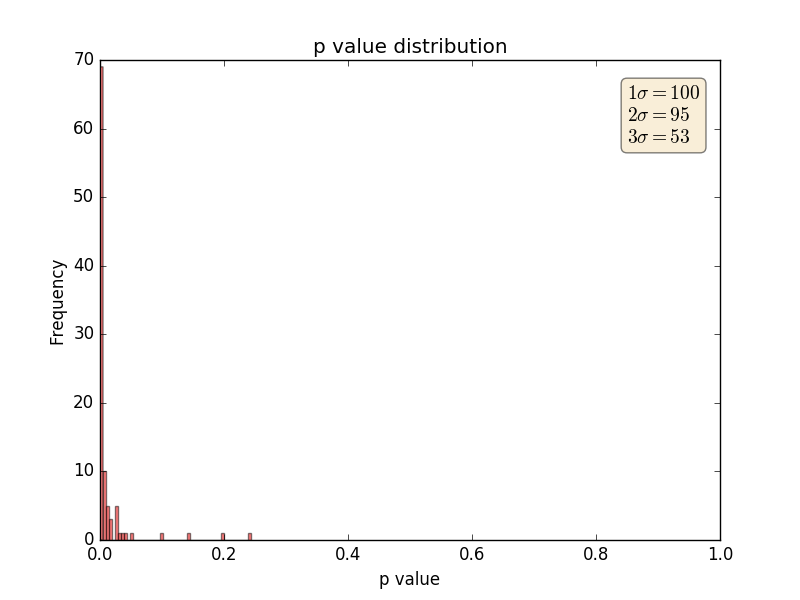 p value distribution
70
60
50
40
30
20
10
0
Frequency
1σ = 100
2σ = 95
3σ = 53
0.0 0.2 0.4 0.6 0.8 1.0
p value